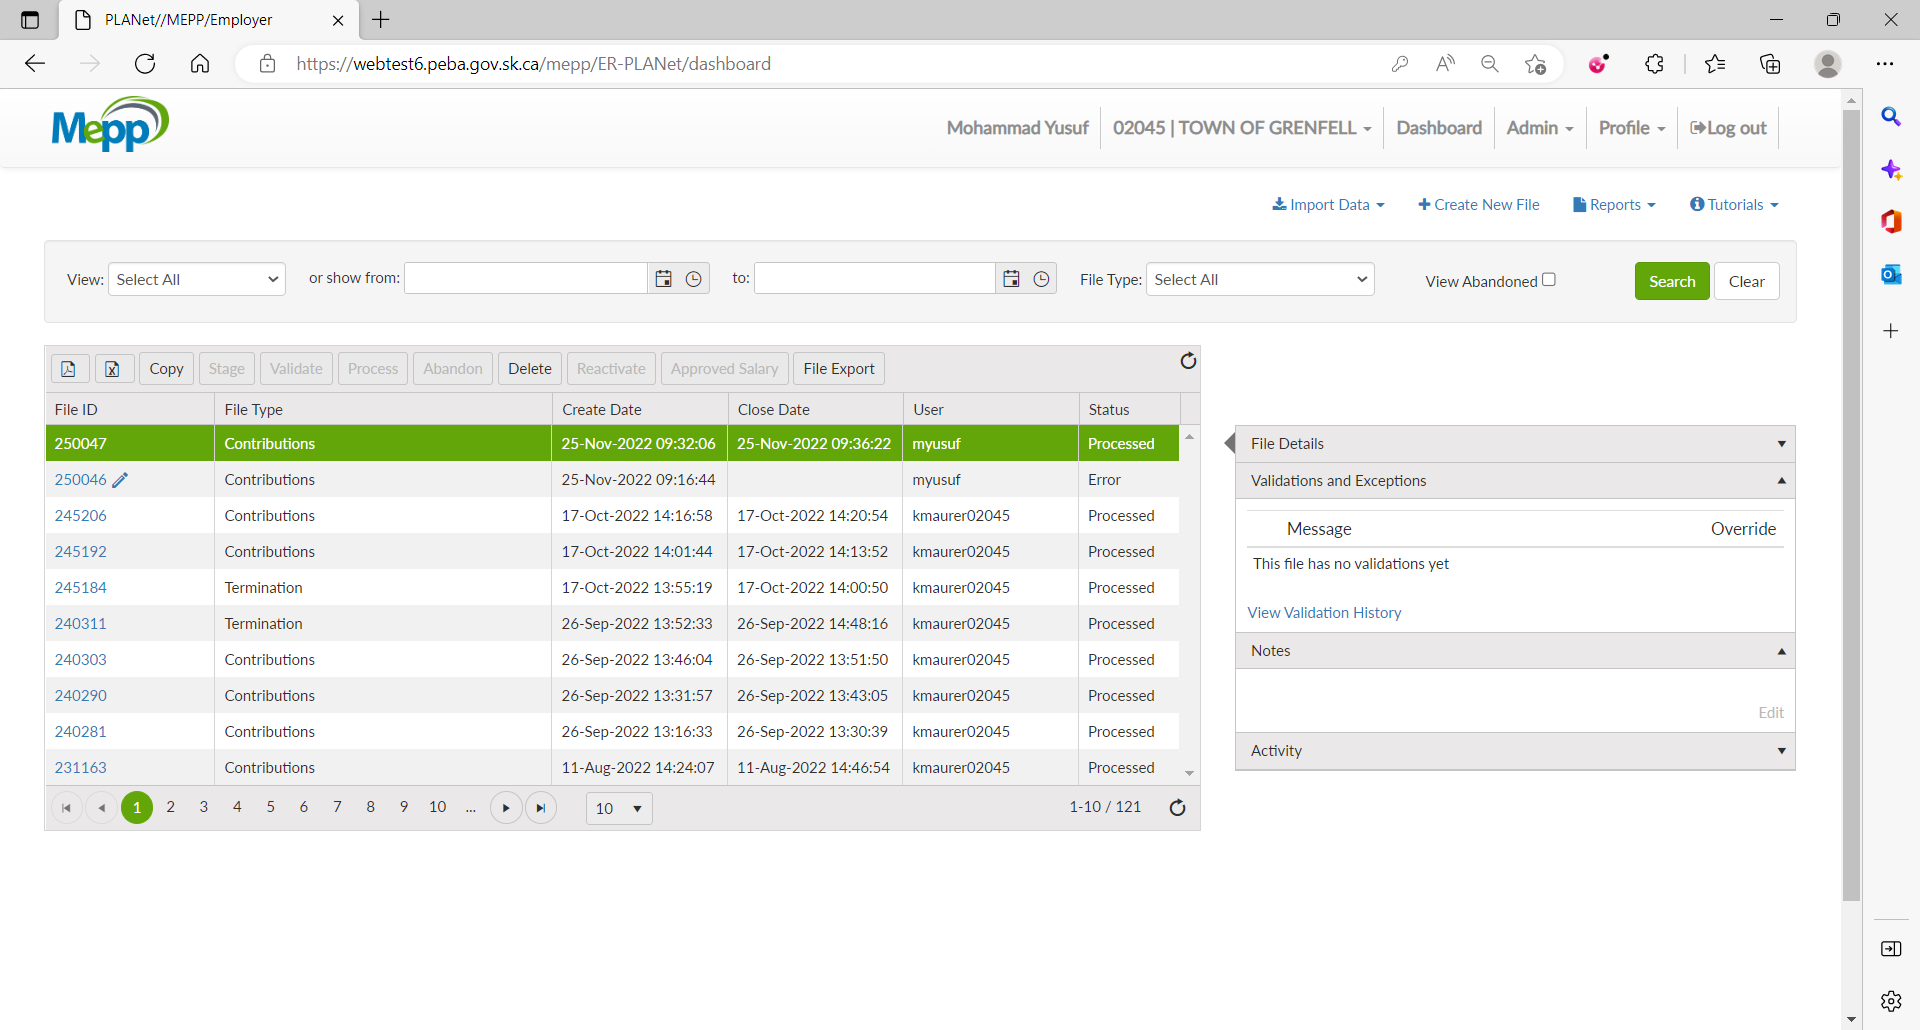 PLANet//MEPP/Employer
https://webtest6.peba.gov.sk.ca/mepp/ER-PLANet/dashboard
Mepp
Mohammad Yusuf 02045 | TOWN OF GRENFELL Dashboard Admin Profile Log out
Import Data Create New File Reports Tutorials
View: Select All or show from: to: File Type: Select All View Abandoned Search Clear
Copy Stage Validate Process Abandon Delete Reactivate Approved Salary File Export
File ID File Type Create Date Close Date User Status
250047 Contributions 25-Nov-2022 09:32:06 25-Nov-2022 09:36:22 myusuf Processed
250046 Contributions 25-Nov-2022 09:16:44 myusuf Error
245206 Contributions 17-Oct-2022 14:16:58 17-Oct-2022 14:20:54 kmaurer02045 Processed
245192 Contributions 17-Oct-2022 14:01:44 17-Oct-2022 14:13:52 kmaurer02045 Processed
245184 Termination 17-Oct-2022 13:55:19 17-Oct-2022 14:00:50 kmaurer02045 Processed
240311 Termination 26-Sep-2022 13:52:33 26-Sep-2022 14:48:16 kmaurer02045 Processed
240303 Contributions 26-Sep-2022 13:46:04 26-Sep-2022 13:51:50 kmaurer02045 Processed
240290 Contributions 26-Sep-2022 13:31:57 26-Sep-2022 13:43:05 kmaurer02045 Processed
240281 Contributions 26-Sep-2022 13:16:33 26-Sep-2022 13:30:39 kmaurer02045 Processed
231163 Contributions 11-Aug-2022 14:24:07 11-Aug-2022 14:46:54 kmaurer02045 Processed
1 2 3 4 5 6 7 8 9 10 ... 10 1-10 / 121
File Details
Validations and Exceptions
Message Override
This file has no validations yet
View Validation History
Notes
Edit
Activity